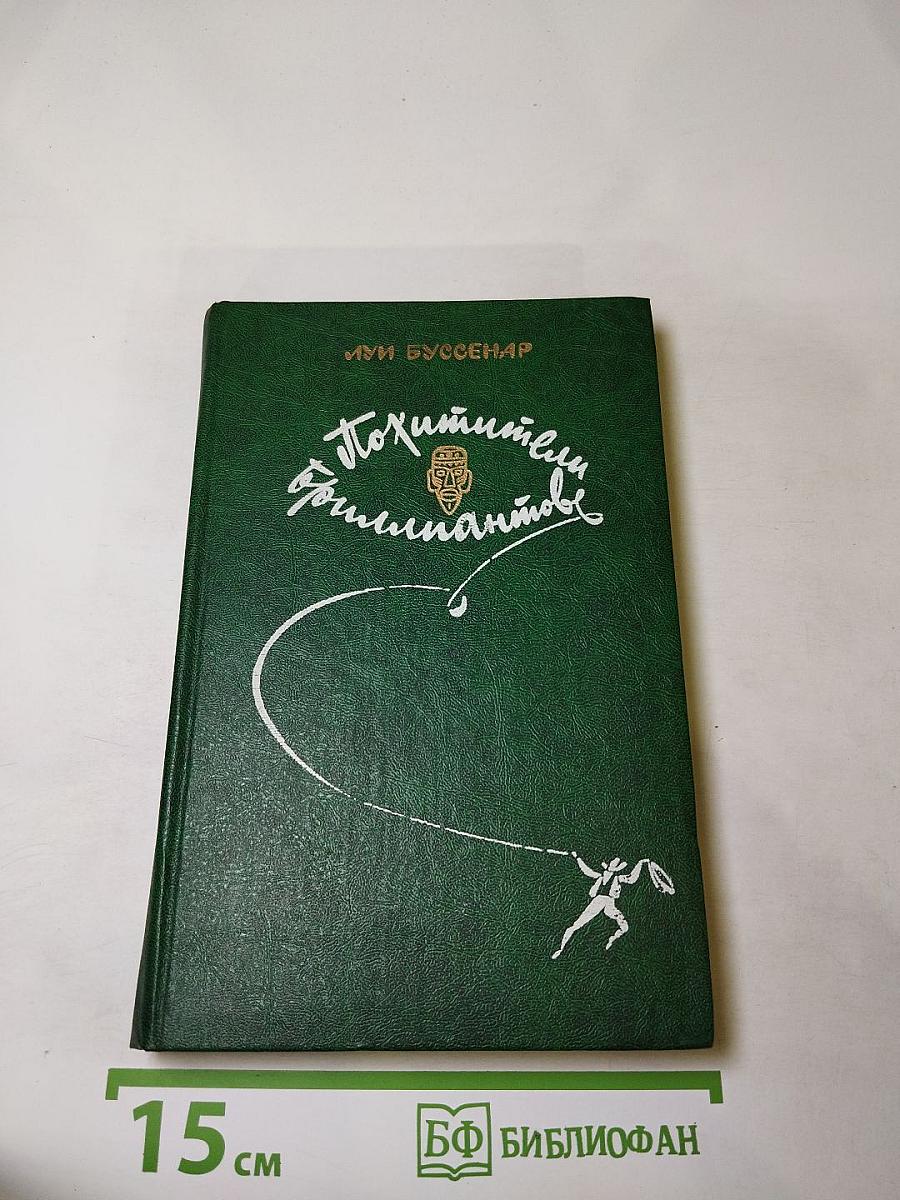 ЛУИ БУССЕНАР
Похитители
бриллиантов
15 см
БФ БИБЛИОФАН